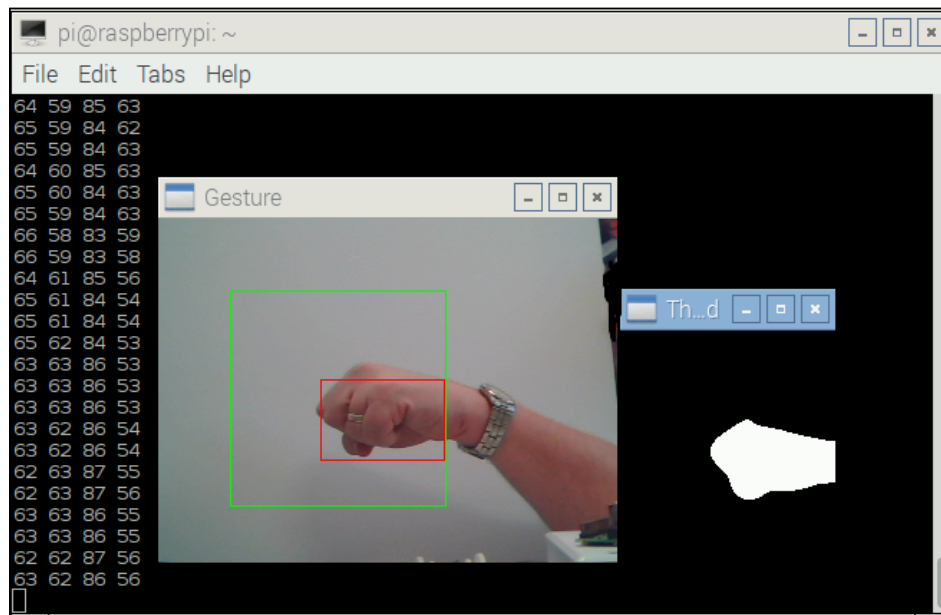 pi@raspberrypi: ~
File Edit Tabs Help
64 59 85 63
65 59 84 62
65 59 84 63
64 60 85 63
65 60 84 63
65 59 84 63
66 58 83 59
66 59 83 58
64 61 85 56
65 61 84 54
65 61 84 54
65 62 84 53
63 63 86 53
63 63 86 53
63 63 86 53
63 62 86 54
63 62 86 54
62 63 87 55
62 63 87 56
63 63 86 55
63 63 86 55
62 62 87 56
63 62 86 56
Gesture
Th...d